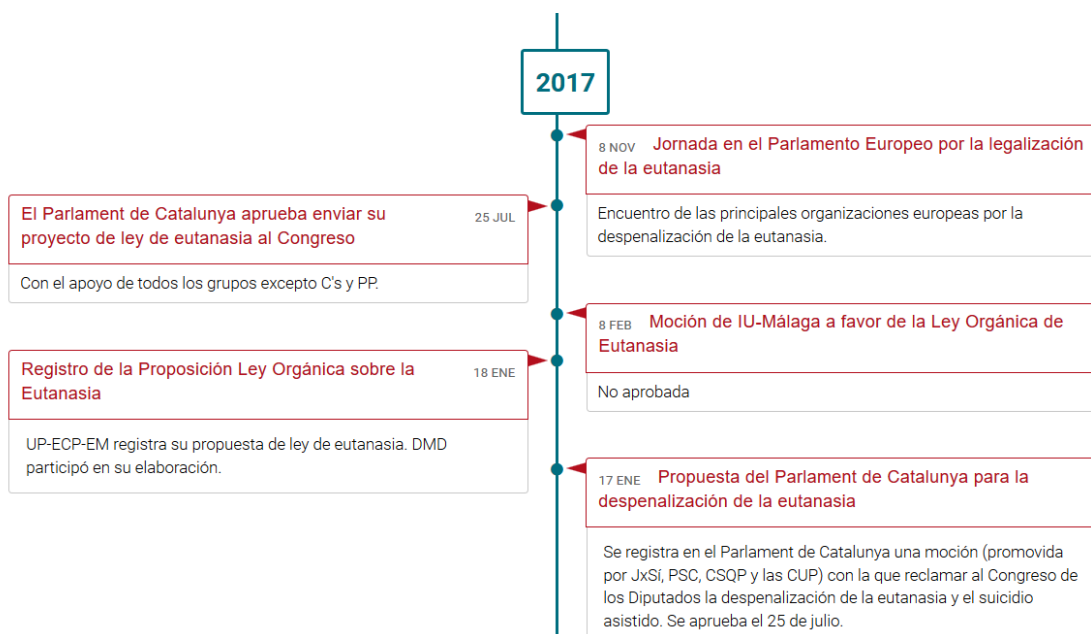 2017
8 NOV Jornada en el Parlamento Europeo por la legalización
de la eutanasia
Encuentro de las principales organizaciones europeas por la
despenalización de la eutanasia.
El Parlament de Catalunya aprueba enviar su 25 JUL
proyecto de ley de eutanasia al Congreso
Con el apoyo de todos los grupos excepto C's y PP.
8 FEB Moción de IU-Málaga a favor de la Ley Orgánica de
Eutanasia
No aprobada
Registro de la Proposición Ley Orgánica sobre la 18 ENE
Eutanasia
UP-ECP-EM registra su propuesta de ley de eutanasia. DMD
participó en su elaboración.
17 ENE Propuesta del Parlament de Catalunya para la
despenalización de la eutanasia
Se registra en el Parlament de Catalunya una moción (promovida
por JxSí, PSC, CSQP y las CUP) con la que reclamar al Congreso de
los Diputados la despenalización de la eutanasia y el suicidio
asistido. Se aprueba el 25 de julio.